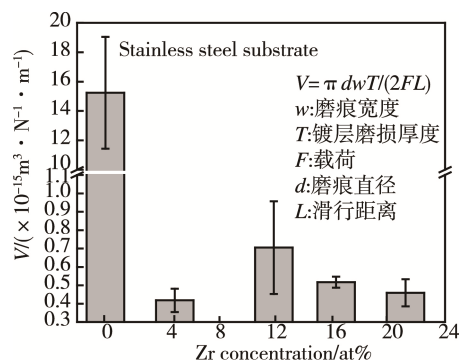 Stainless steel substrate
V=π dwT/(2FL)
w:磨痕宽度
T:镀层磨损厚度
F:载荷
d:磨痕直径
L:滑行距离
V/(×10⁻¹⁵m³·N⁻¹·m⁻¹)
20
18
16
14
12
10
1.1
1.0
0.9
0.8
0.7
0.6
0.5
0.4
0.3
0 4 8 12 16 20 24
Zr concentration/at%